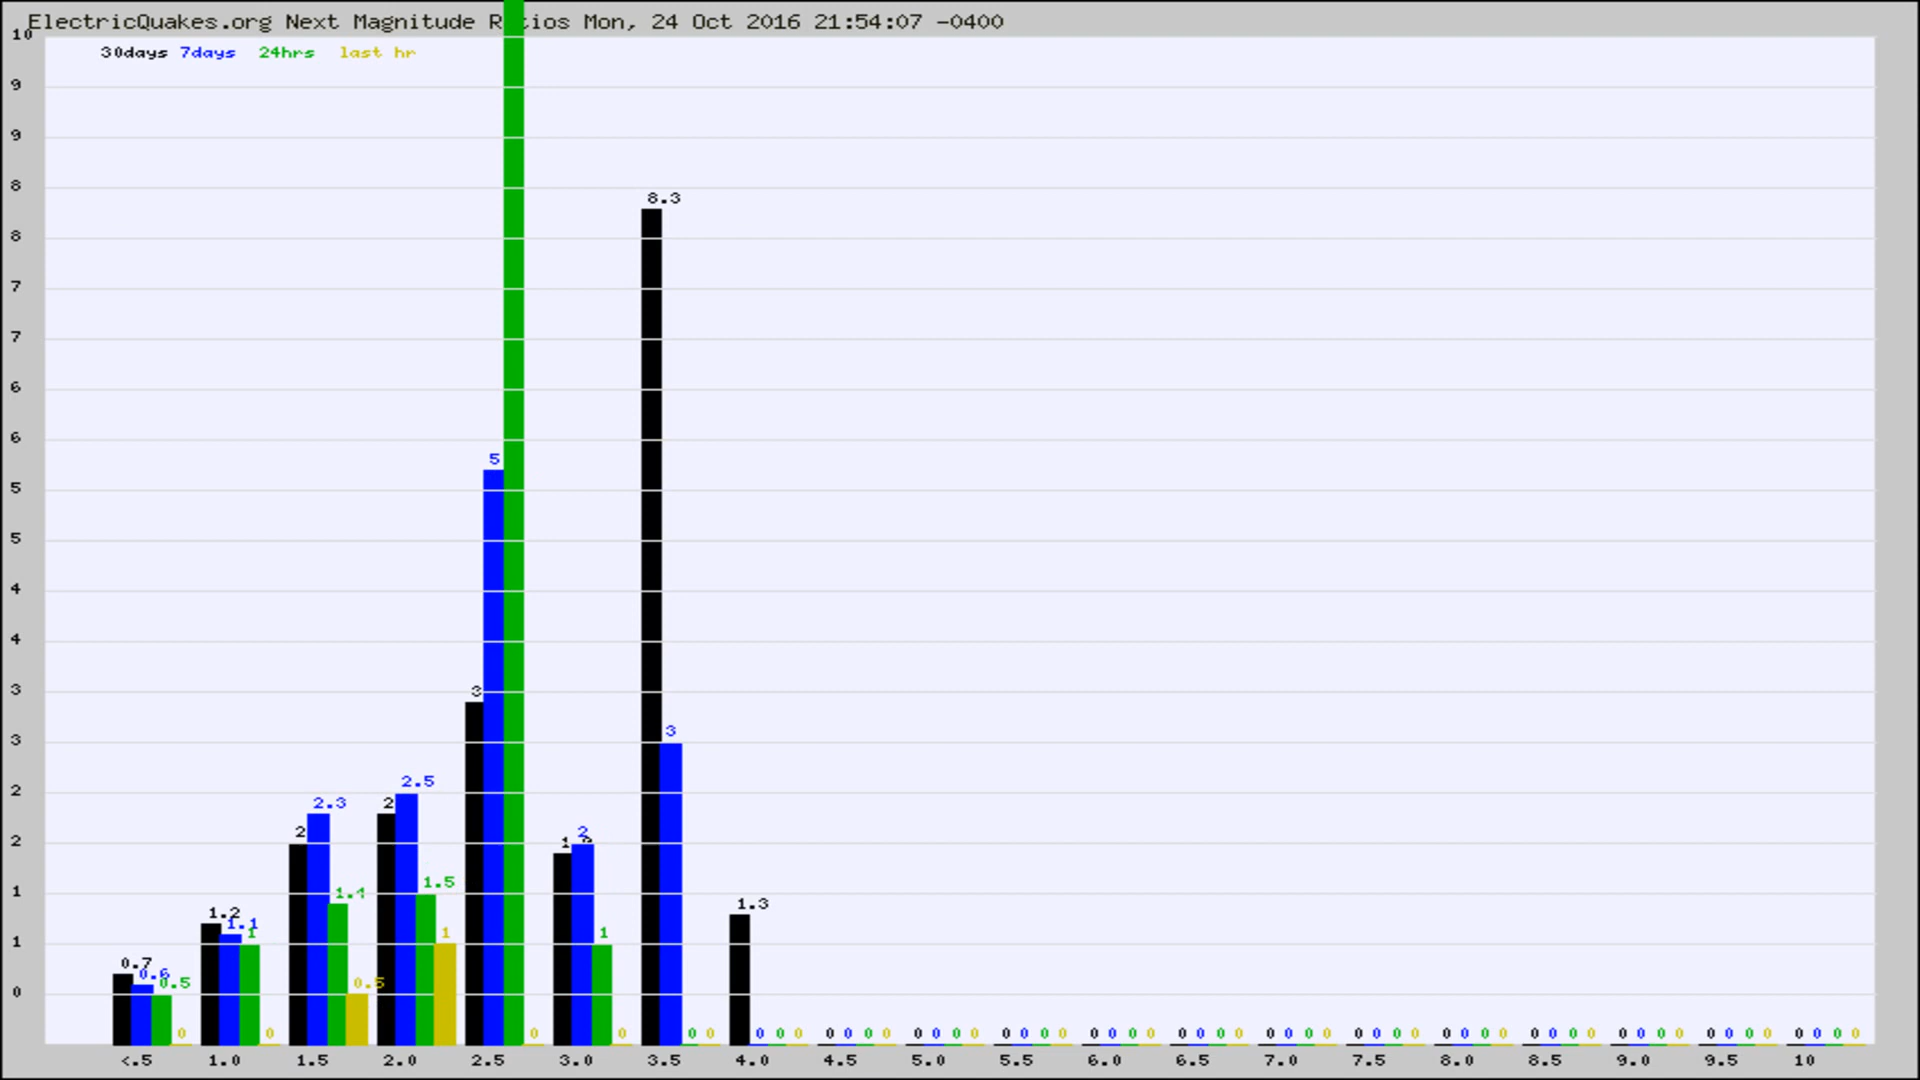 ElectricQuakes.org Next Magnitude R tios Mon, 24 Oct 2016 21:54:07 -0400
30days 7days 24hrs last hr
10
9
9
8
8
7
7
6
6
5
5
4
4
3
3
2
2
1
1
0
0.7 0.6 0.5 0
1.2 1.1 1 0
2 2.3 1.4 0.5
2 2.5 1.5 1
3 5 0
2 1 0
8.3 3 0 0
1.3 0 0 0
0 0 0 0
0 0 0 0
0 0 0 0
0 0 0 0
0 0 0 0
0 0 0 0
0 0 0 0
0 0 0 0
0 0 0 0
0 0 0 0
0 0 0 0
0 0 0 0
<.5 1.0 1.5 2.0 2.5 3.0 3.5 4.0 4.5 5.0 5.5 6.0 6.5 7.0 7.5 8.0 8.5 9.0 9.5 10